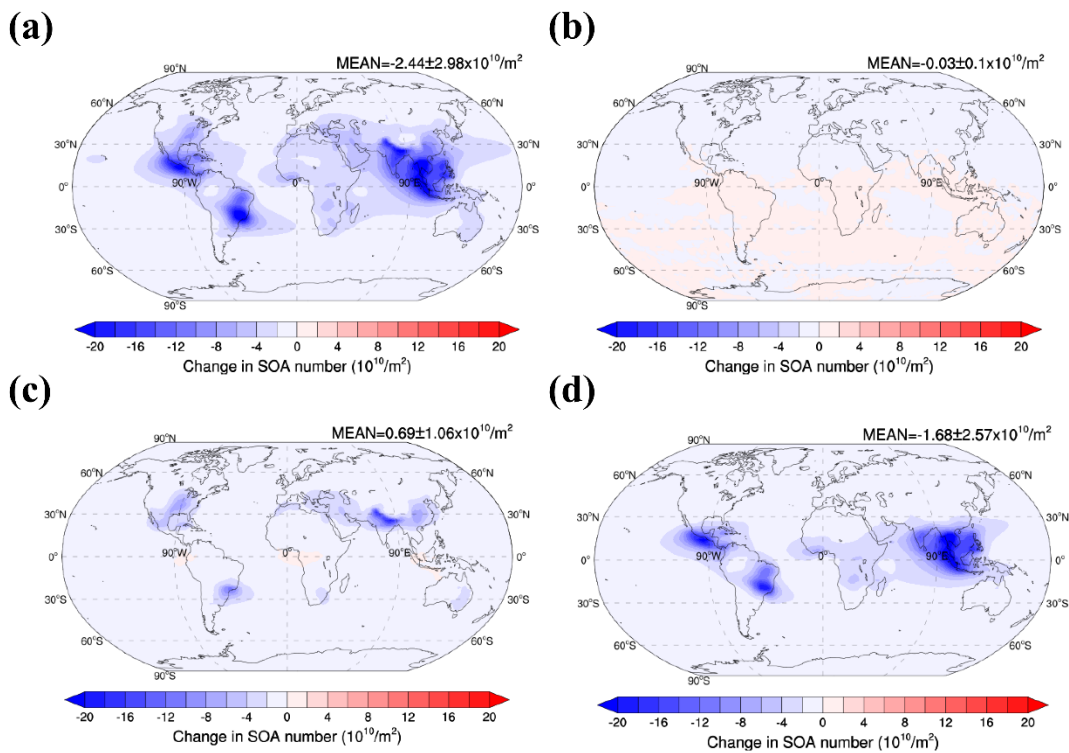 (a)
(b)
MEAN=-2.44±2.98x10¹⁰/m²
MEAN=-0.03±0.1x10¹⁰/m²
90°N
90°N
60°N
60°N
60°N
60°N
30°N
30°N
30°N
30°N
0°
90°W
0°
90°E
0°
0°
90°W
0°
90°E
0°
30°S
30°S
30°S
30°S
60°S
60°S
60°S
60°S
90°S
90°S
-20 -16 -12 -8 -4 0 4 8 12 16 20
-20 -16 -12 -8 -4 0 4 8 12 16 20
Change in SOA number (10¹⁰/m²)
Change in SOA number (10¹⁰/m²)
(c)
(d)
MEAN=0.69±1.06x10¹⁰/m²
MEAN=-1.68±2.57x10¹⁰/m²
90°N
90°N
60°N
60°N
60°N
60°N
30°N
30°N
30°N
30°N
0°
90°W
0°
90°E
0°
0°
90°W
0°
90°E
0°
30°S
30°S
30°S
30°S
60°S
60°S
60°S
60°S
90°S
90°S
-20 -16 -12 -8 -4 0 4 8 12 16 20
-20 -16 -12 -8 -4 0 4 8 12 16 20
Change in SOA number (10¹⁰/m²)
Change in SOA number (10¹⁰/m²)